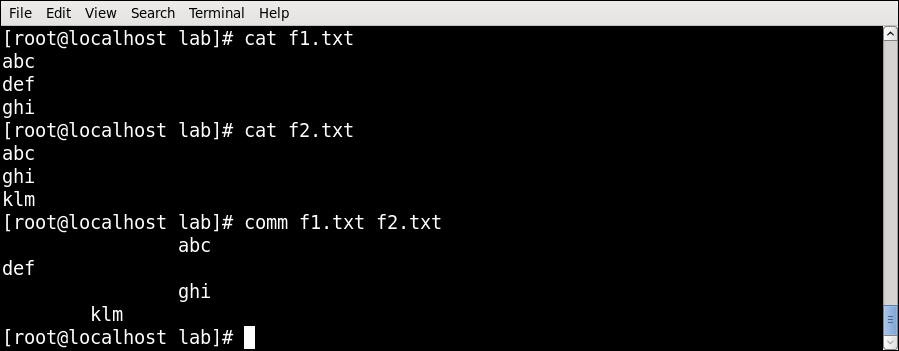 File Edit View Search Terminal Help
[root@localhost lab]# cat f1.txt
abc
def
ghi
[root@localhost lab]# cat f2.txt
abc
ghi
klm
[root@localhost lab]# comm f1.txt f2.txt
                abc
def
                ghi
        klm
[root@localhost lab]#